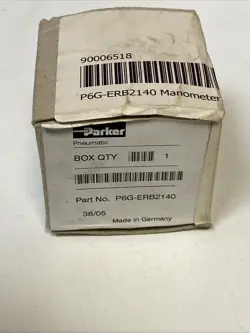 90006518
P6G-ERB2140 Manometer
Parker
Pneumatic
BOX QTY 1
Part No. P6G-ERB2140
38/05
Made in Germany